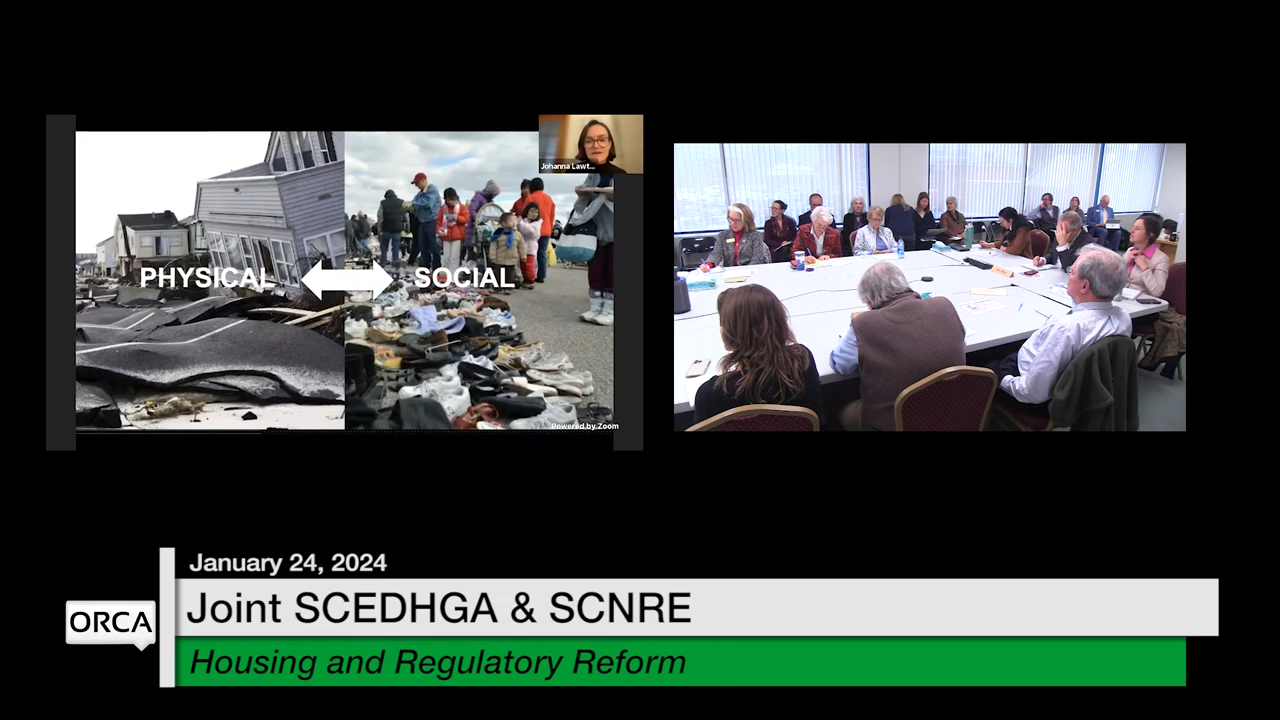 Johanna Lawt...
PHYSICAL SOCIAL
Powered by Zoom
January 24, 2024
Joint SCEDHGA & SCNRE
ORCA
Housing and Regulatory Reform